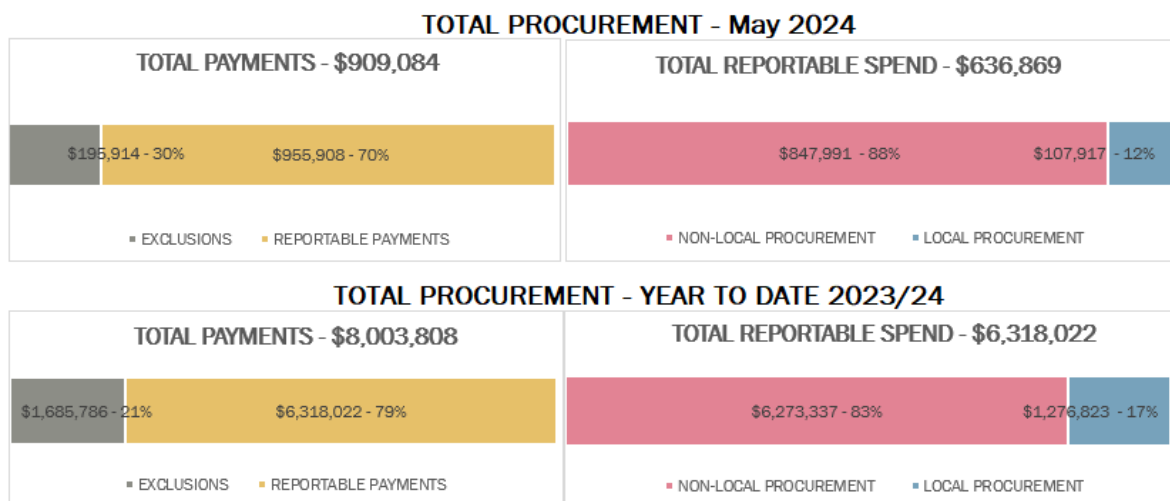 TOTAL PROCUREMENT - May 2024
TOTAL PAYMENTS - $909,084
$195,914 - 30%
$955,908 - 70%
EXCLUSIONS
REPORTABLE PAYMENTS
TOTAL REPORTABLE SPEND - $636,869
$847,991 - 88%
$107,917 - 12%
NON-LOCAL PROCUREMENT
LOCAL PROCUREMENT
TOTAL PROCUREMENT - YEAR TO DATE 2023/24
TOTAL PAYMENTS - $8,003,808
$1,685,786 - 21%
$6,318,022 - 79%
EXCLUSIONS
REPORTABLE PAYMENTS
TOTAL REPORTABLE SPEND - $6,318,022
$6,273,337 - 83%
$1,276,823 - 17%
NON-LOCAL PROCUREMENT
LOCAL PROCUREMENT